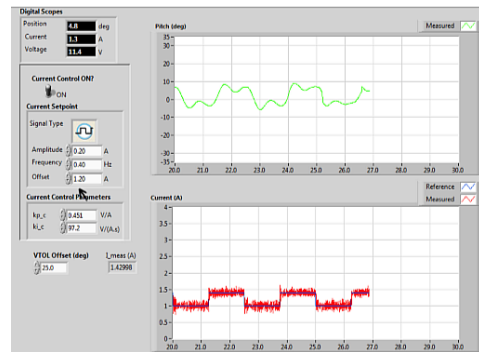 Digital Scopes
Position 4.8 deg
Current 1.3 A
Voltage 11.4 V
Current Control ON?
ON
Current Setpoint
Signal Type
Amplitude 0.20 A
Frequency 0.40 Hz
Offset 1.20 A
Current Control Parameters
kp_c 0.451 V/A
ki_c 97.2 V/(A.s)
VTOL Offset (deg) I_meas (A)
25.0 1.42998
Pitch (deg) Measured
35
30
20
10
0
-10
-20
-30
-35
20.0 21.0 22.0 23.0 24.0 25.0 26.0 27.0 28.0 29.0 30.0
Reference
Current (A) Measured
4
3.5
3
2.5
2
1.5
1
0.5
0
20.0 21.0 22.0 23.0 24.0 25.0 26.0 27.0 28.0 29.0 30.0